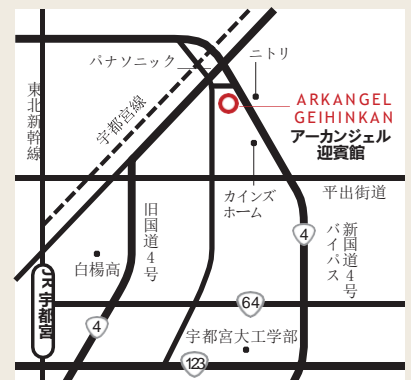 ニトリ
パナソニック
東北新幹線
宇都宮線
ARKANGEL
GEIHINKAN
アーカンジェル
迎賓館
カインズ
ホーム
平出街道
旧国道4号
4
新国道4号
バイパス
白楊高
JR宇都宮
64
4
宇都宮大工学部
123